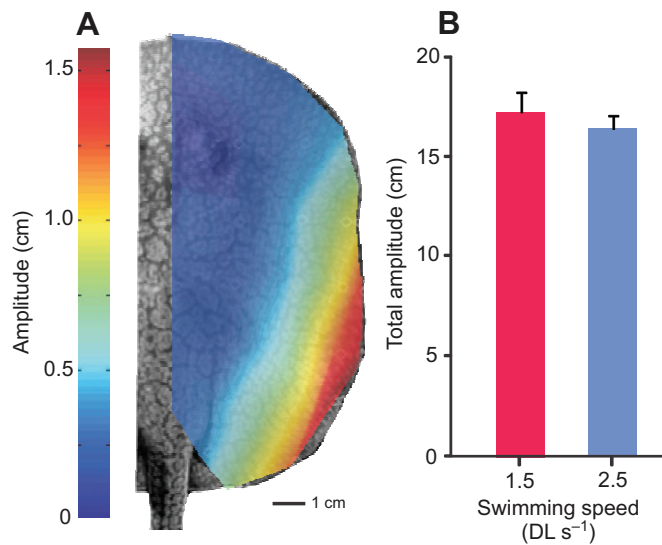 A
1.5
1.0
0.5
0
Amplitude (cm)
1 cm
B
20
15
10
5
0
Total amplitude (cm)
1.5
2.5
Swimming speed
(DL s–1)